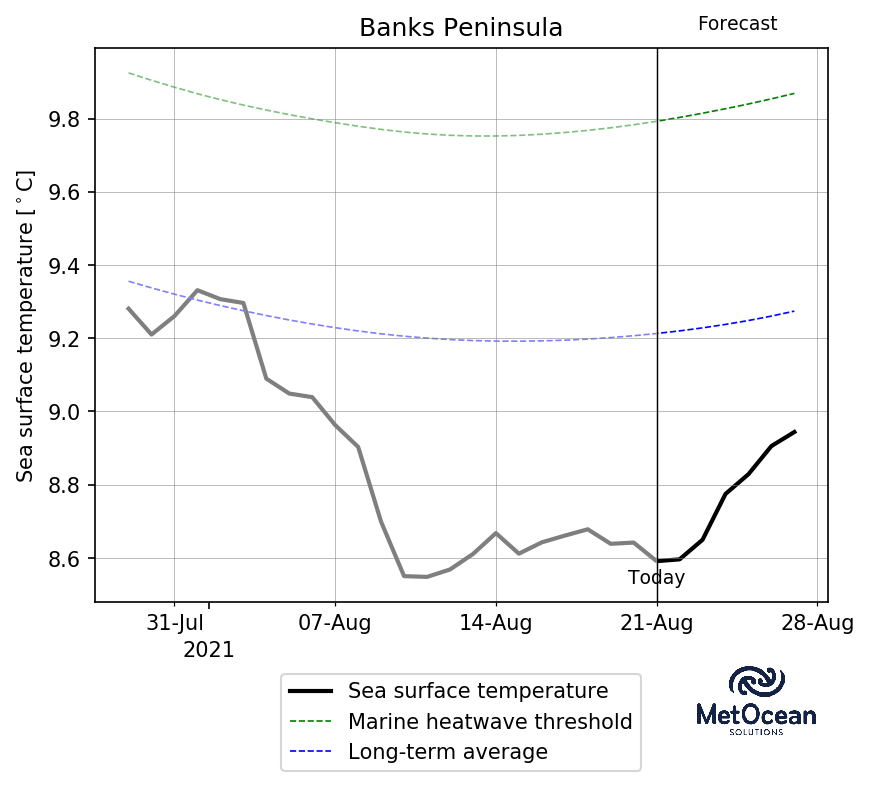 Banks Peninsula
Forecast
Sea surface temperature [°C]
9.8
9.6
9.4
9.2
9.0
8.8
8.6
Today
31-Jul 07-Aug 14-Aug 21-Aug 28-Aug
2021
Sea surface temperature
Marine heatwave threshold
Long-term average
MetOcean
SOLUTIONS